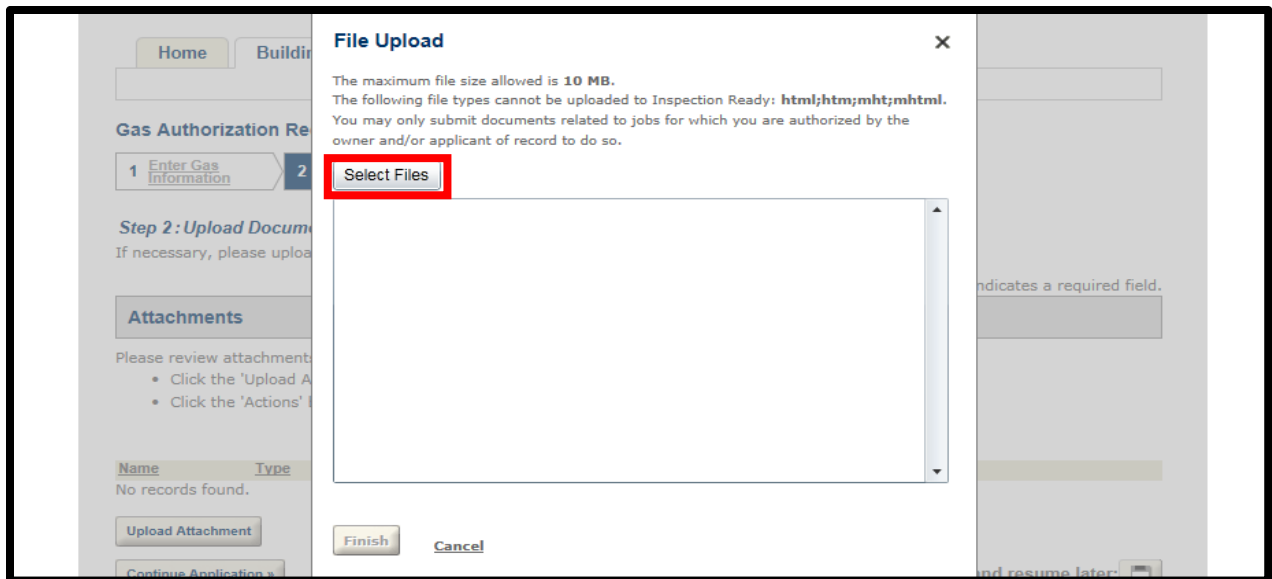 Home
Buildin
File Upload
The maximum file size allowed is 10 MB.
The following file types cannot be uploaded to Inspection Ready: html;htm;mht;mhtml.
You may only submit documents related to jobs for which you are authorized by the
owner and/or applicant of record to do so.
Select Files
Gas Authorization Re
1 Enter Gas
Information
2
Step 2: Upload Docum
If necessary, please uploa
ndicates a required field.
Attachments
Please review attachment
• Click the 'Upload A
• Click the 'Actions'
Name Type
No records found.
Upload Attachment
Finish Cancel
Continue Application »
and resume later: